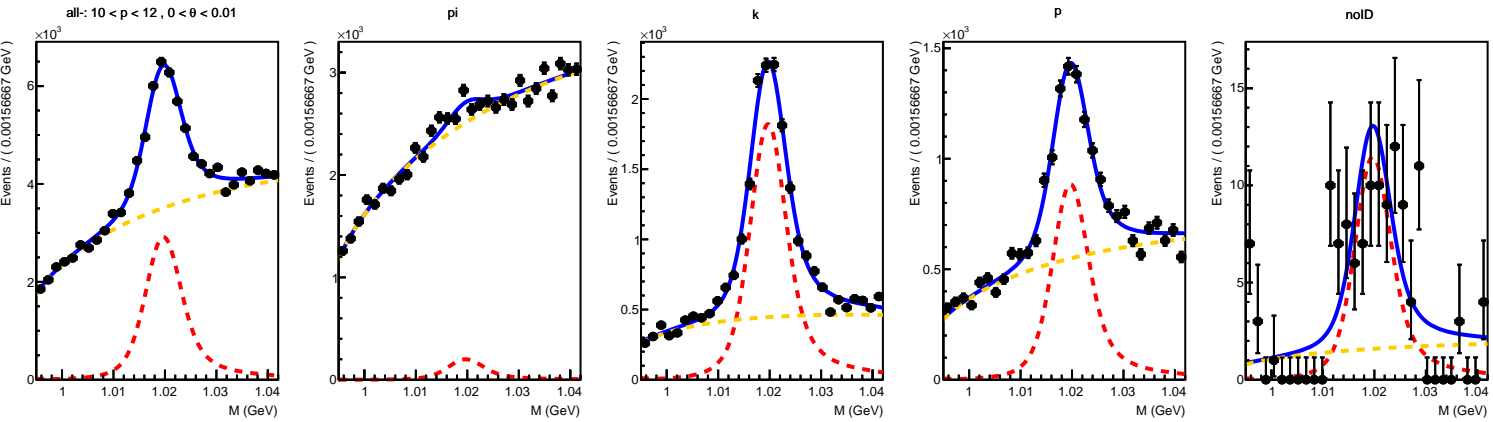 all-: 10 < p < 12 , 0 < θ < 0.01
×10³
Events / ( 0.00156667 GeV )
6
4
2
0
1 1.01 1.02 1.03 1.04
M (GeV)
pi
×10³
Events / ( 0.00156667 GeV )
3
2
1
0
1 1.01 1.02 1.03 1.04
M (GeV)
k
×10³
Events / ( 0.00156667 GeV )
2
1.5
1
0.5
0
1 1.01 1.02 1.03 1.04
M (GeV)
p
×10³
Events / ( 0.00156667 GeV )
1.5
1
0.5
0
1 1.01 1.02 1.03 1.04
M (GeV)
noID
Events / ( 0.00156667 GeV )
15
10
5
0
1 1.01 1.02 1.03 1.04
M (GeV)